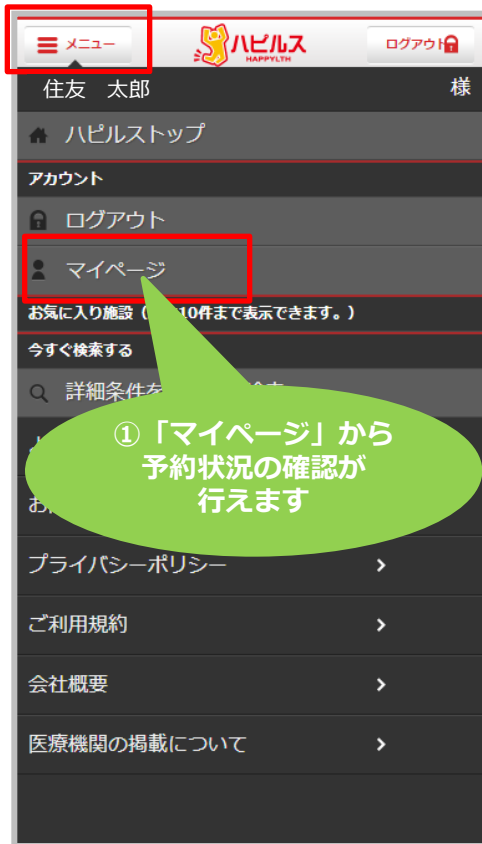 メニュー
ハピルス
HAPPYLTH
ログアウト
住友 太郎 様
ハピルストップ
アカウント
ログアウト
マイページ
お気に入り施設( 10件まで表示できます。)
今すぐ検索する
詳細条件を
①「マイページ」から
予約状況の確認が
行えます
お
プライバシーポリシー
ご利用規約
会社概要
医療機関の掲載について